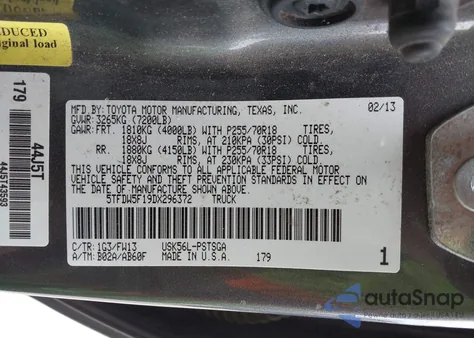 DUCED
ginal load
179
44J5T
MFD. BY: TOYOTA MOTOR MANUFACTURING, TEXAS, INC. 02/13
GVWR: 3265KG (7200LB)
GAWR: FRT. 1810KG (4000LB) WITH P255/70R18 TIRES,
18X8J RIMS, AT 210KPA (30PSI) COLD
RR. 1880KG (4150LB) WITH P255/70R18 TIRES,
18X8J RIMS, AT 230KPA (33PSI) COLD
THIS VEHICLE CONFORMS TO ALL APPLICABLE FEDERAL MOTOR
VEHICLE SAFETY AND THEFT PREVENTION STANDARDS IN EFFECT
ON THE DATE OF MANUFACTURE SHOWN ABOVE.
5TFDW5F19DX296372 TRUCK
C/TR: 1G3/FW13 USK56L-PSTSGA
A/TM: B02A/AB60F MADE IN U.S.A. 179 1
autoSnap